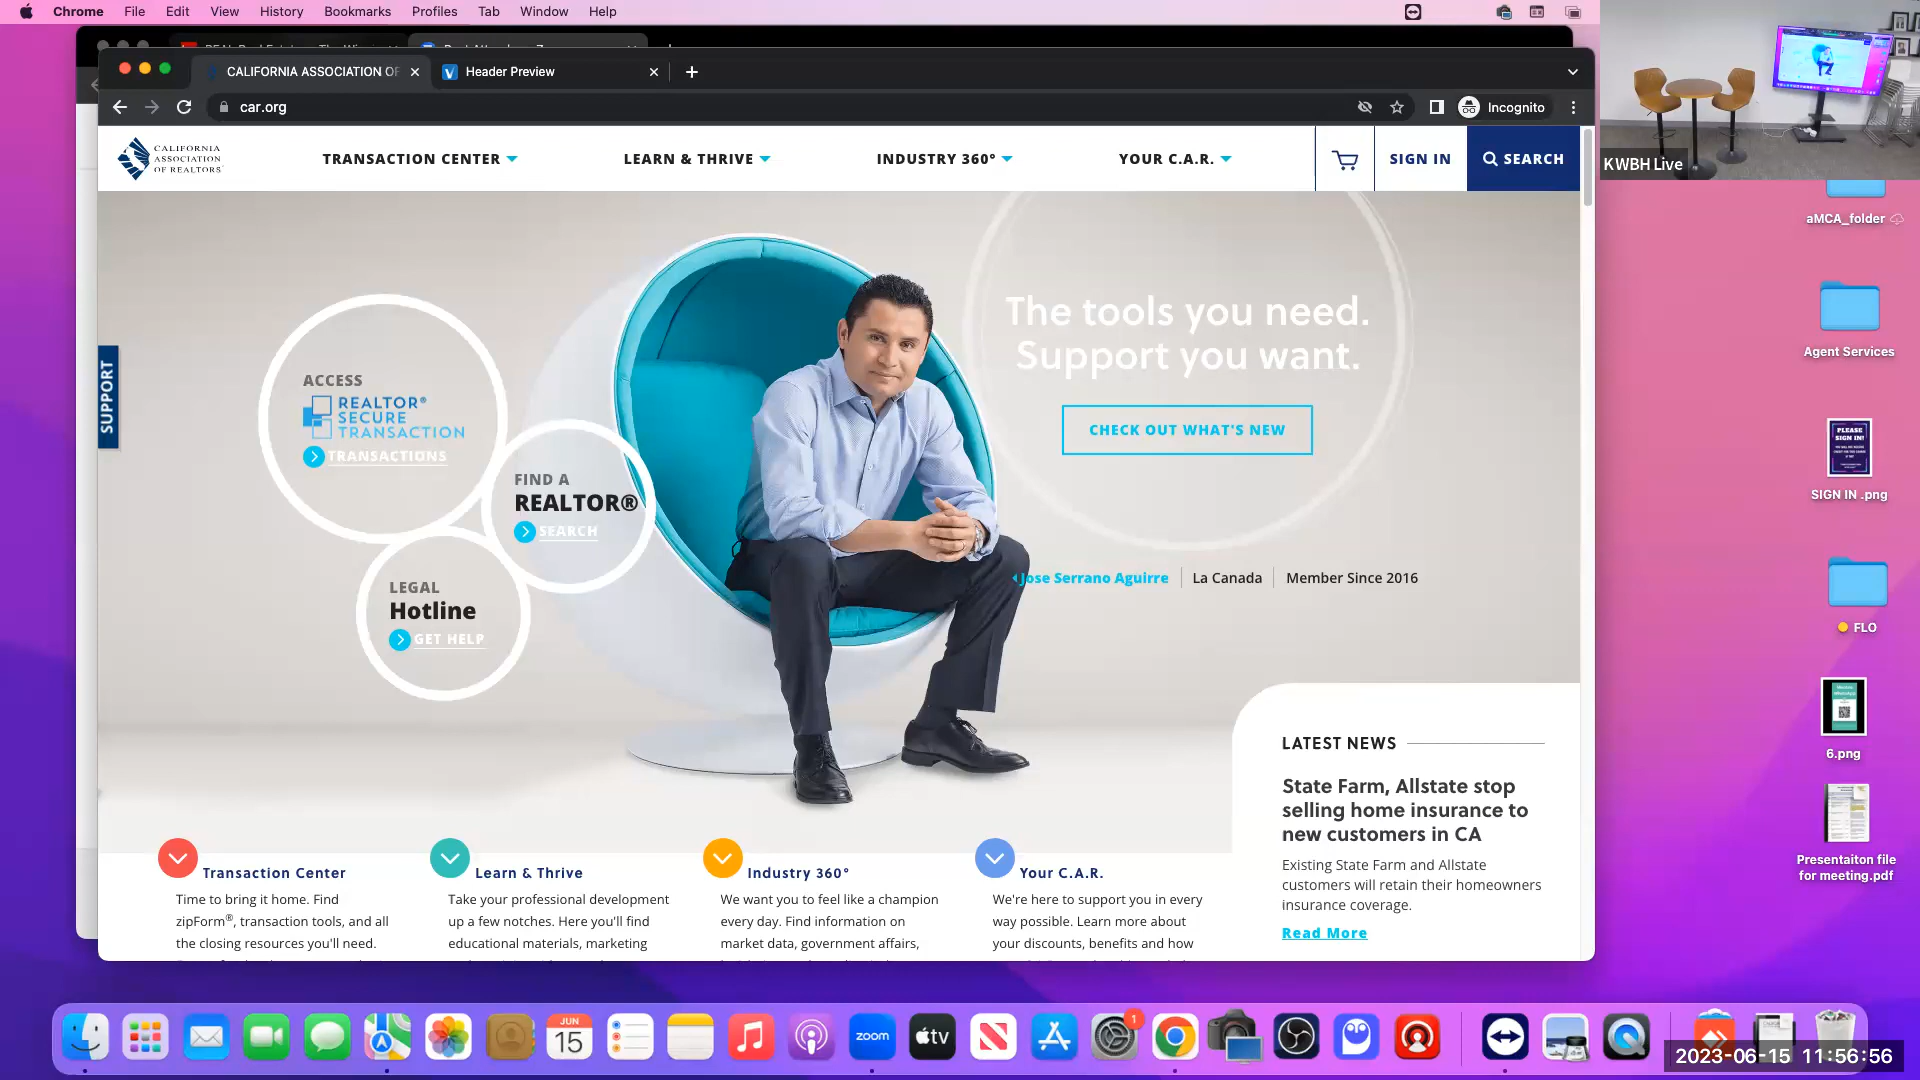 Chrome File Edit View History Bookmarks Profiles Tab Window Help
CALIFORNIA ASSOCIATION OF
Header Preview
car.org
Incognito
KWBH Live
CALIFORNIA
ASSOCIATION
OF REALTORS
TRANSACTION CENTER
LEARN & THRIVE
INDUSTRY 360°
YOUR C.A.R.
SIGN IN
SEARCH
SUPPORT
ACCESS
REALTOR®
SECURE
TRANSACTION
TRANSACTIONS
FIND A
REALTOR®
SEARCH
LEGAL
Hotline
GET HELP
The tools you need.
Support you want.
CHECK OUT WHAT'S NEW
Jose Serrano Aguirre
La Canada
Member Since 2016
LATEST NEWS
State Farm, Allstate stop
selling home insurance to
new customers in CA
Existing State Farm and Allstate
customers will retain their homeowners
insurance coverage.
Read More
Transaction Center
Time to bring it home. Find
zipForm®, transaction tools, and all
the closing resources you'll need.
Learn & Thrive
Take your professional development
up a few notches. Here you'll find
educational materials, marketing
Industry 360°
We want you to feel like a champion
every day. Find information on
market data, government affairs,
Your C.A.R.
We're here to support you in every
way possible. Learn more about
your discounts, benefits and how
aMCA_folder
Agent Services
PLEASE
SIGN IN!
SIGN IN .png
FLO
6.png
Presentaiton file
for meeting.pdf
JUN
15
zoom
tv
1
2023-06-15 11:56:56